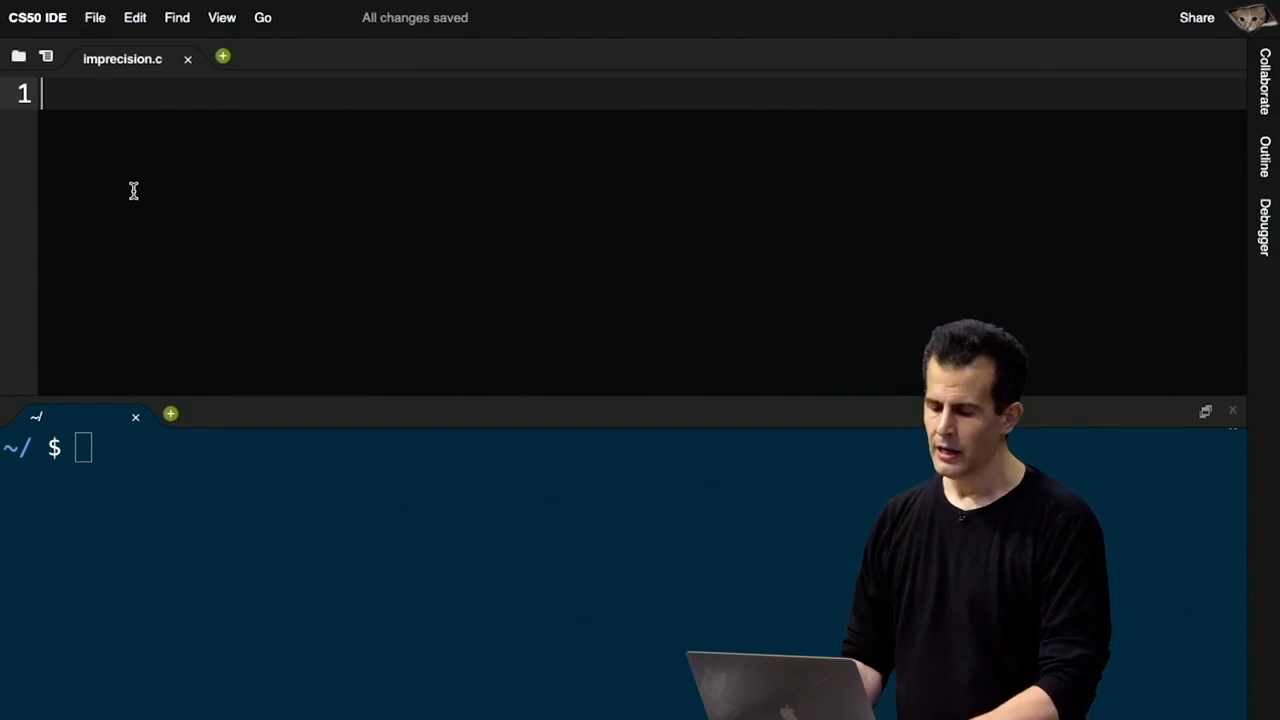 CS50 IDE File Edit Find View Go All changes saved Share
imprecision.c
1
~/
~/ $
Collaborate
Outline
Debugger